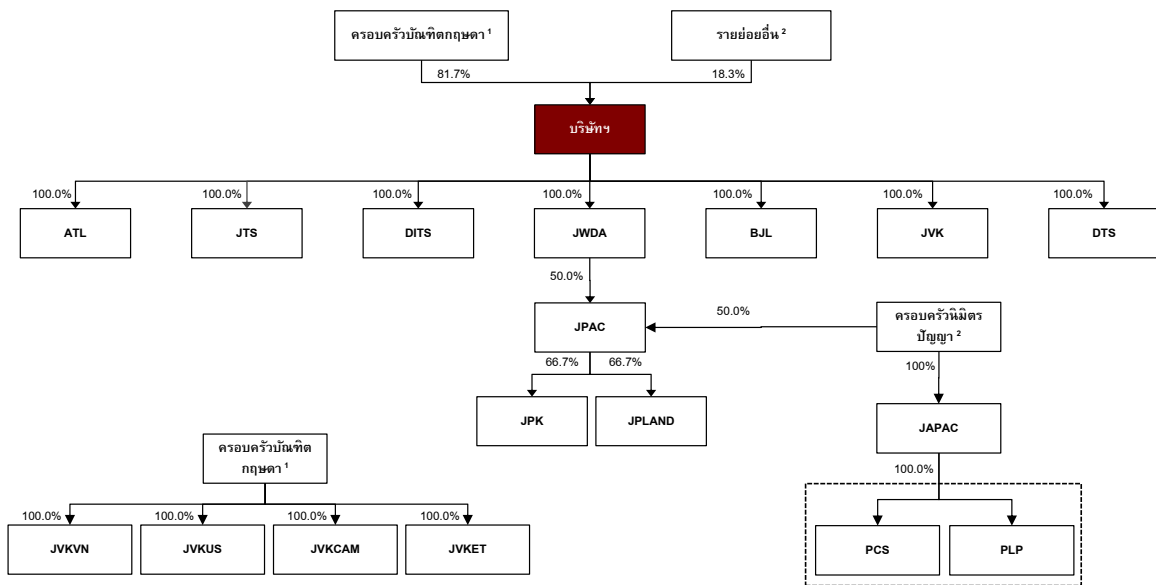 ครอบครัวบัณฑิตกฤษดา ¹
รายย่อยอื่น ²
81.7%
18.3%
บริษัทฯ
100.0%
100.0%
100.0%
100.0%
100.0%
100.0%
100.0%
ATL
JTS
DITS
JWDA
BJL
JVK
DTS
50.0%
JPAC
50.0%
ครอบครัวนิมิตร
ปัญญา ²
66.7%
66.7%
100%
JPK
JPLAND
JAPAC
ครอบครัวบัณฑิต
กฤษดา ¹
100.0%
100.0%
100.0%
100.0%
100.0%
JVKVN
JVKUS
JVKCAM
JVKET
PCS
PLP